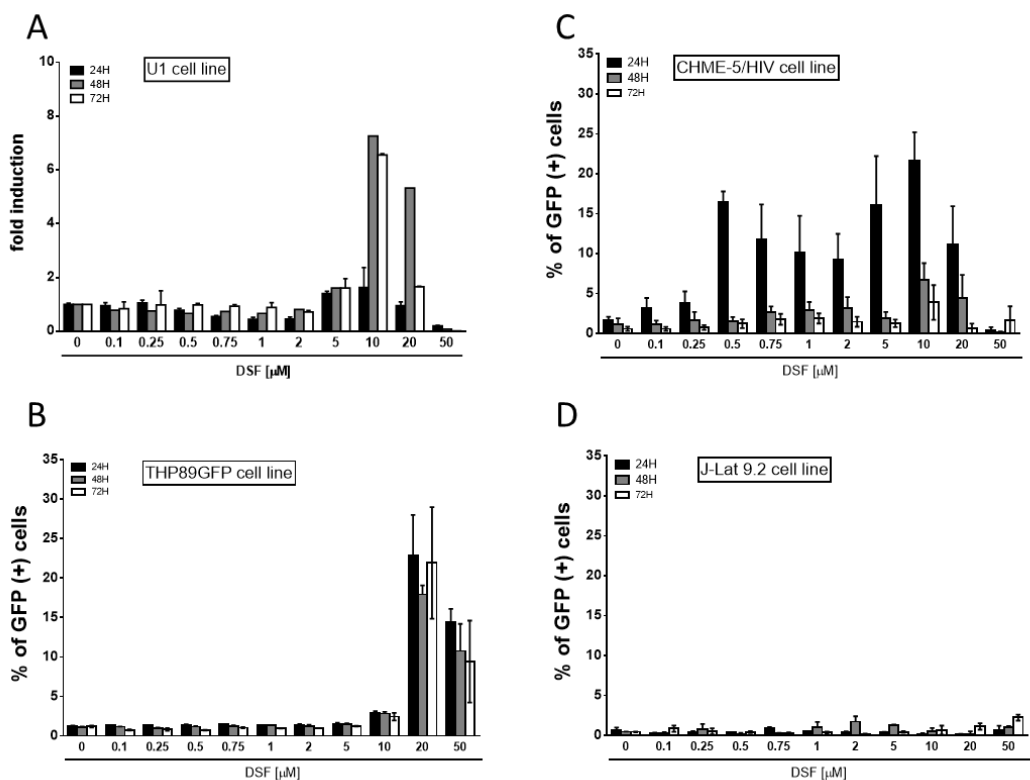 A
U1 cell line
24H
48H
72H
10
8
6
4
2
0
fold induction
0 0.1 0.25 0.5 0.75 1 2 5 10 20 50
DSF [µM]
C
CHME-5/HIV cell line
24H
48H
72H
35
30
25
20
15
10
5
0
% of GFP (+) cells
0 0.1 0.25 0.5 0.75 1 2 5 10 20 50
DSF [µM]
B
THP89GFP cell line
24H
48H
72H
35
30
25
20
15
10
5
0
% of GFP (+) cells
0 0.1 0.25 0.5 0.75 1 2 5 10 20 50
DSF [µM]
D
J-Lat 9.2 cell line
24H
48H
72H
35
30
25
20
15
10
5
0
% of GFP (+) cells
0 0.1 0.25 0.5 0.75 1 2 5 10 20 50
DSF [µM]